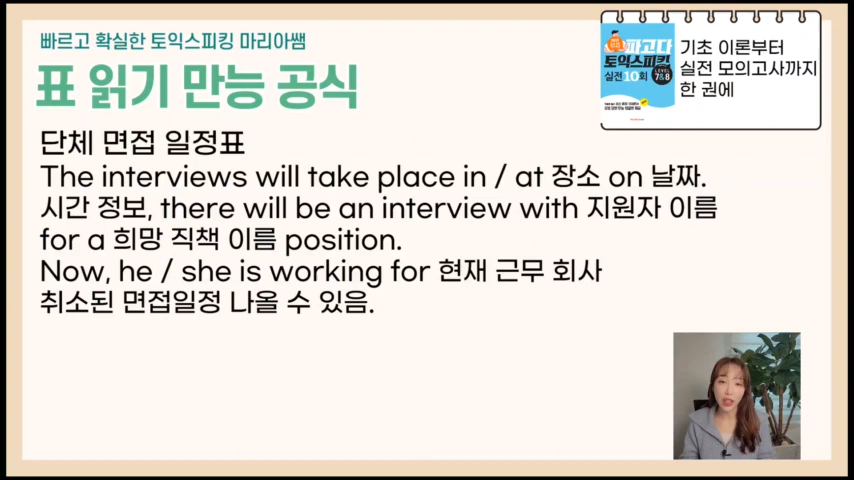 빠르고 확실한 토익스피킹 마리아쌤
표 읽기 만능 공식
파고다
토익스피킹
실전10회
LEVEL
7&8
기초 이론부터
실전 모의고사까지
한 권에
단체 면접 일정표
The interviews will take place in / at 장소 on 날짜.
시간 정보, there will be an interview with 지원자 이름
for a 희망 직책 이름 position.
Now, he / she is working for 현재 근무 회사
취소된 면접일정 나올 수 있음.